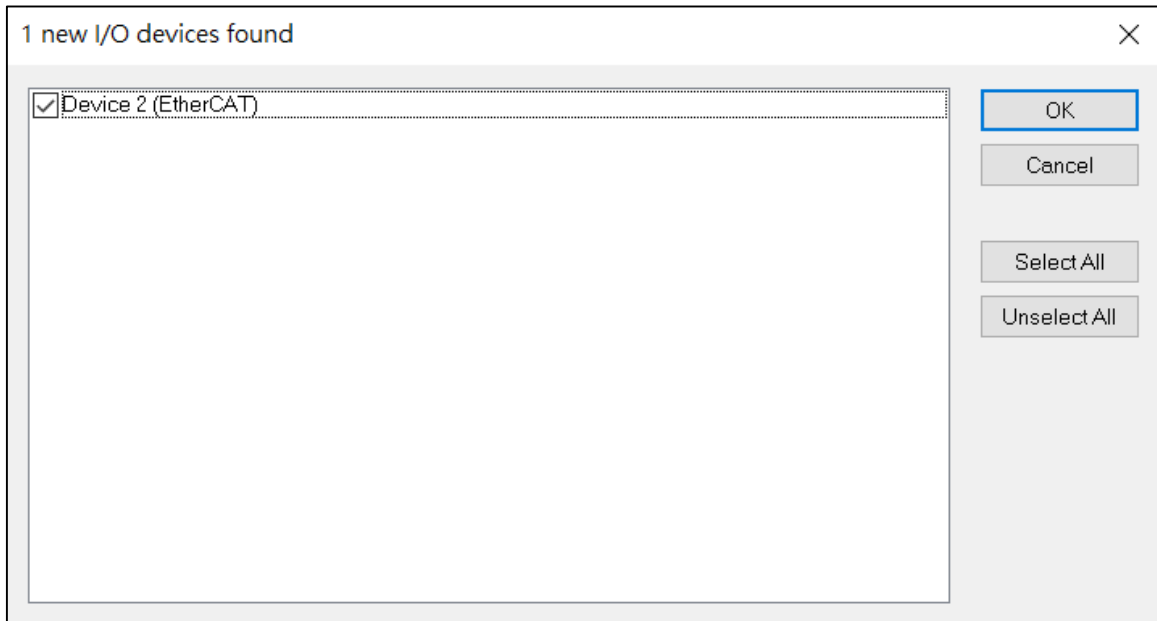 1 new I/O devices found
Device 2 (EtherCAT)
OK
Cancel
Select All
Unselect All